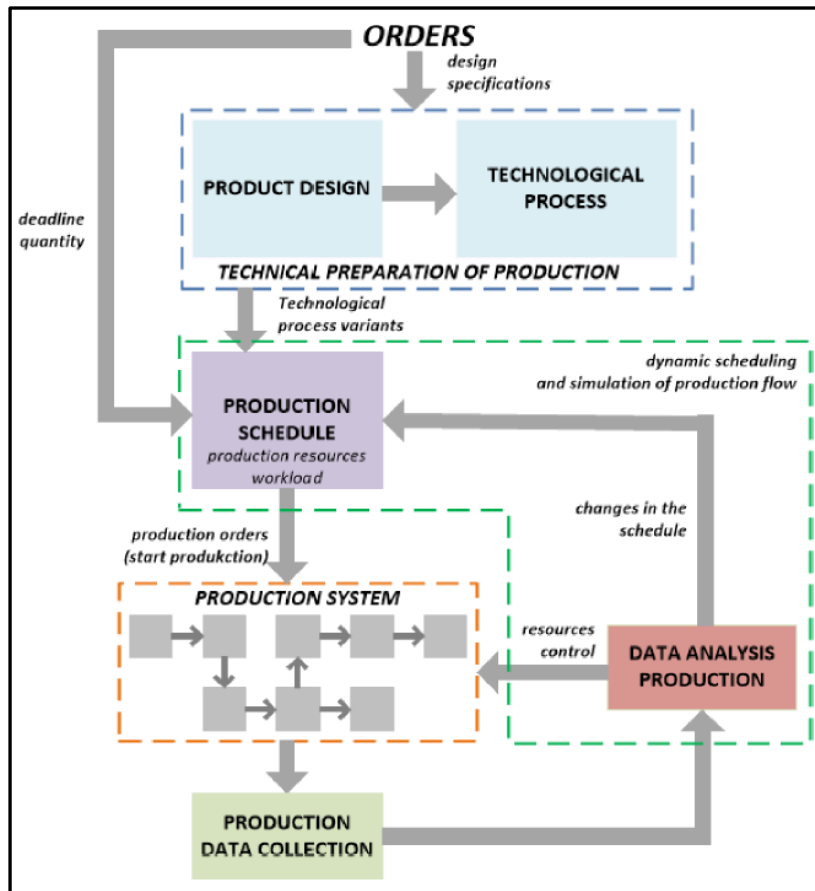 ORDERS
design
specifications
PRODUCT DESIGN
TECHNOLOGICAL
PROCESS
deadline
quantity
TECHNICAL PREPARATION OF PRODUCTION
Technological
process variants
dynamic scheduling
and simulation of production flow
PRODUCTION
SCHEDULE
production resources
workload
changes in the
schedule
production orders
(start produkction)
PRODUCTION SYSTEM
resources
control
DATA ANALYSIS
PRODUCTION
PRODUCTION
DATA COLLECTION